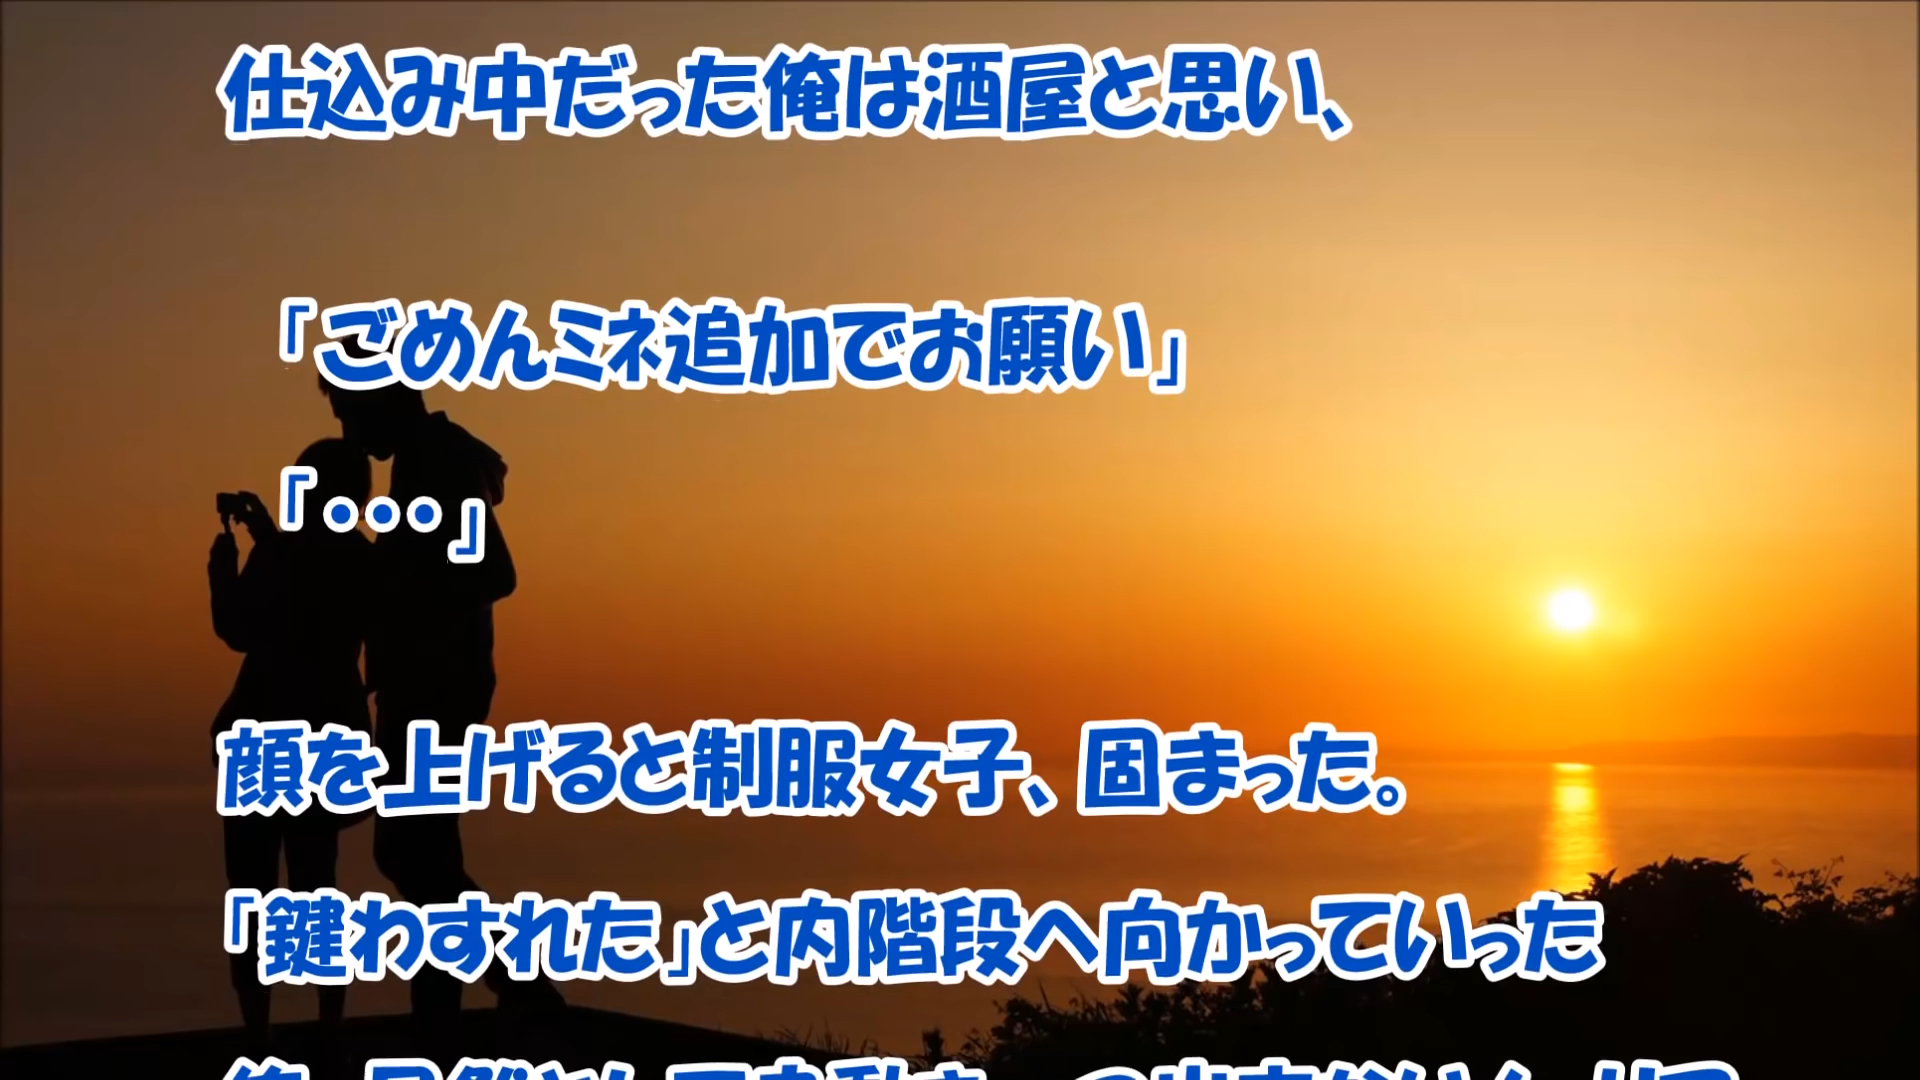 仕込み中だった俺は酒屋と思い、
「ごめんミネ追加でお願い」
「・・・」
顔を上げると制服女子、固まった。
「鍵わすれた」と内階段へ向かっていった